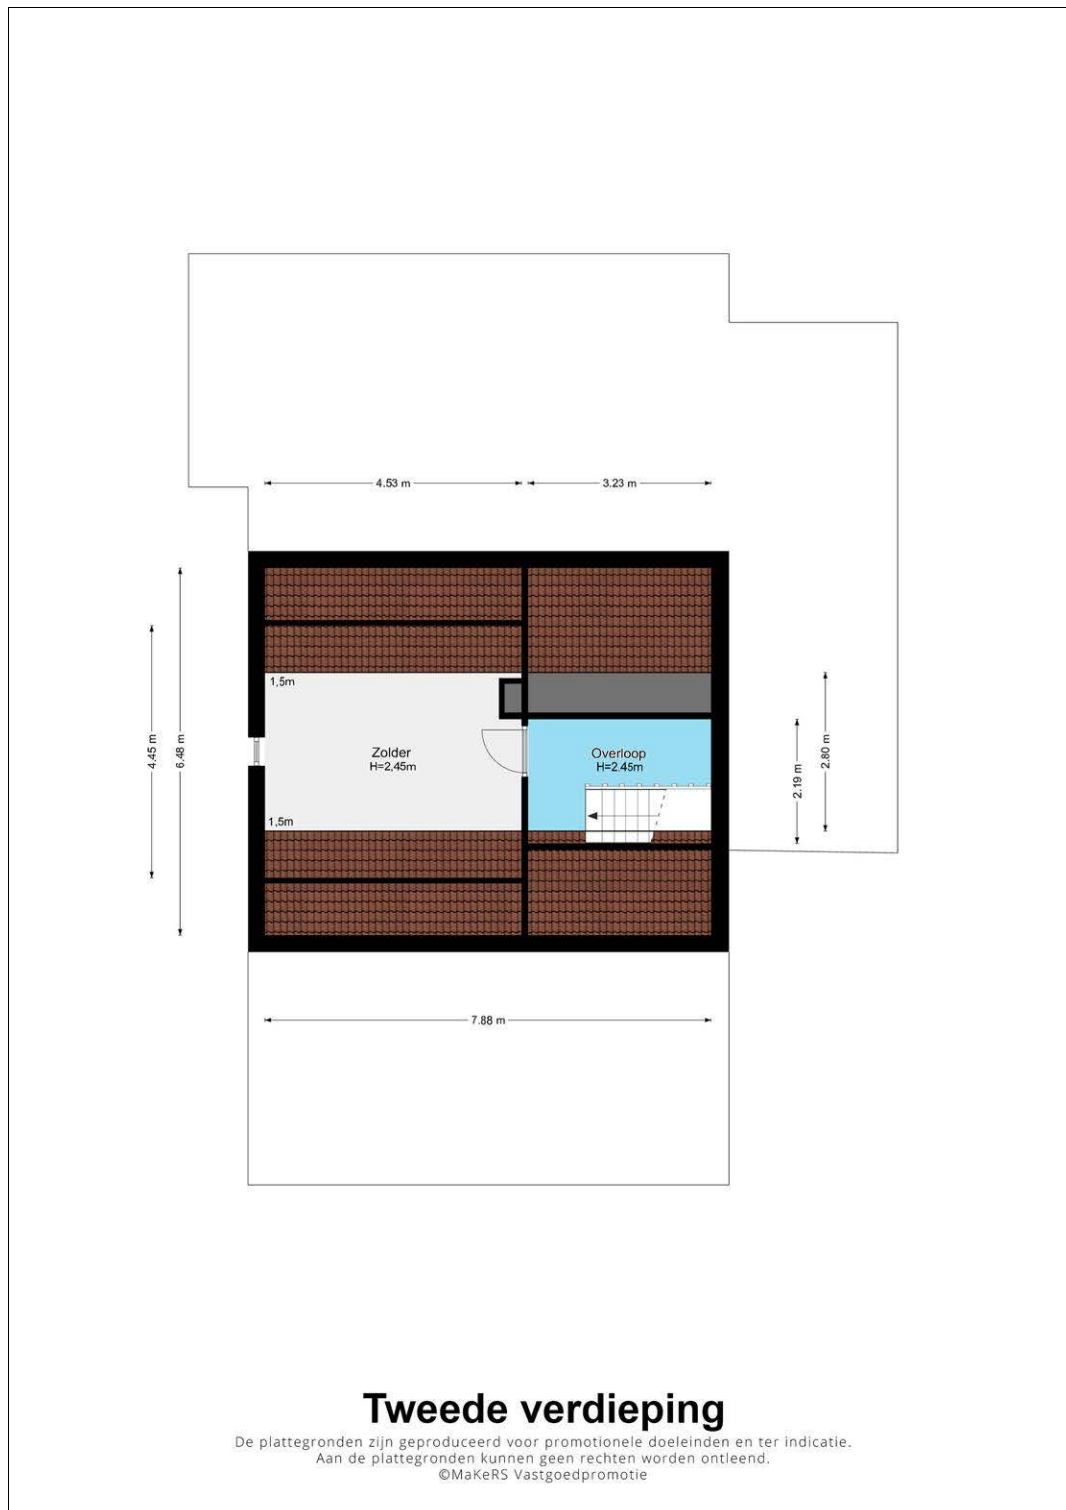 4.53 m
3.23 m
1,5m
Zolder
H=2,45m
Overloop
H=2.45m
4.45 m
6.48 m
2.19 m
2.80 m
1,5m
7.88 m
Tweede verdieping
De plattegronden zijn geproduceerd voor promotionele doeleinden en ter indicatie.
Aan de plattegronden kunnen geen rechten worden ontleend.
©MaKeRS Vastgoedpromotie